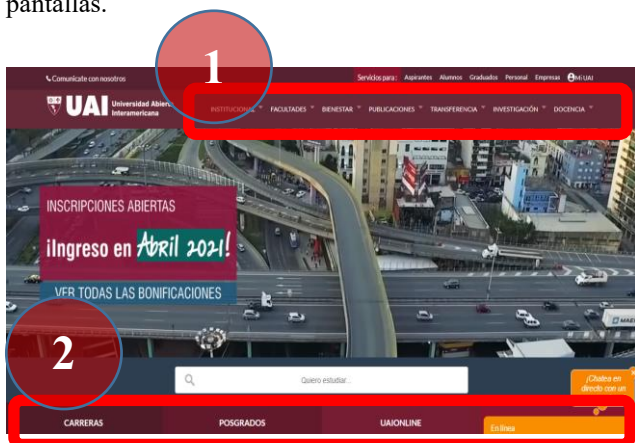 pantallas.
1
Comunicate con nosotros
Servicios para: Aspirantes Alumnos Graduados Personal Empresas Mi UAI
UAI Universidad Abierta
Interamericana
INSTITUCIONAL FACULTADES BIENESTAR PUBLICACIONES TRANSFERENCIA INVESTIGACIÓN DOCENCIA
INSCRIPCIONES ABIERTAS
¡Ingreso en Abril 2021!
VER TODAS LAS BONIFICACIONES
2
Quiero estudiar...
¡Chatea en
directo con un
CARRERAS POSGRADOS UAIONLINE
En línea